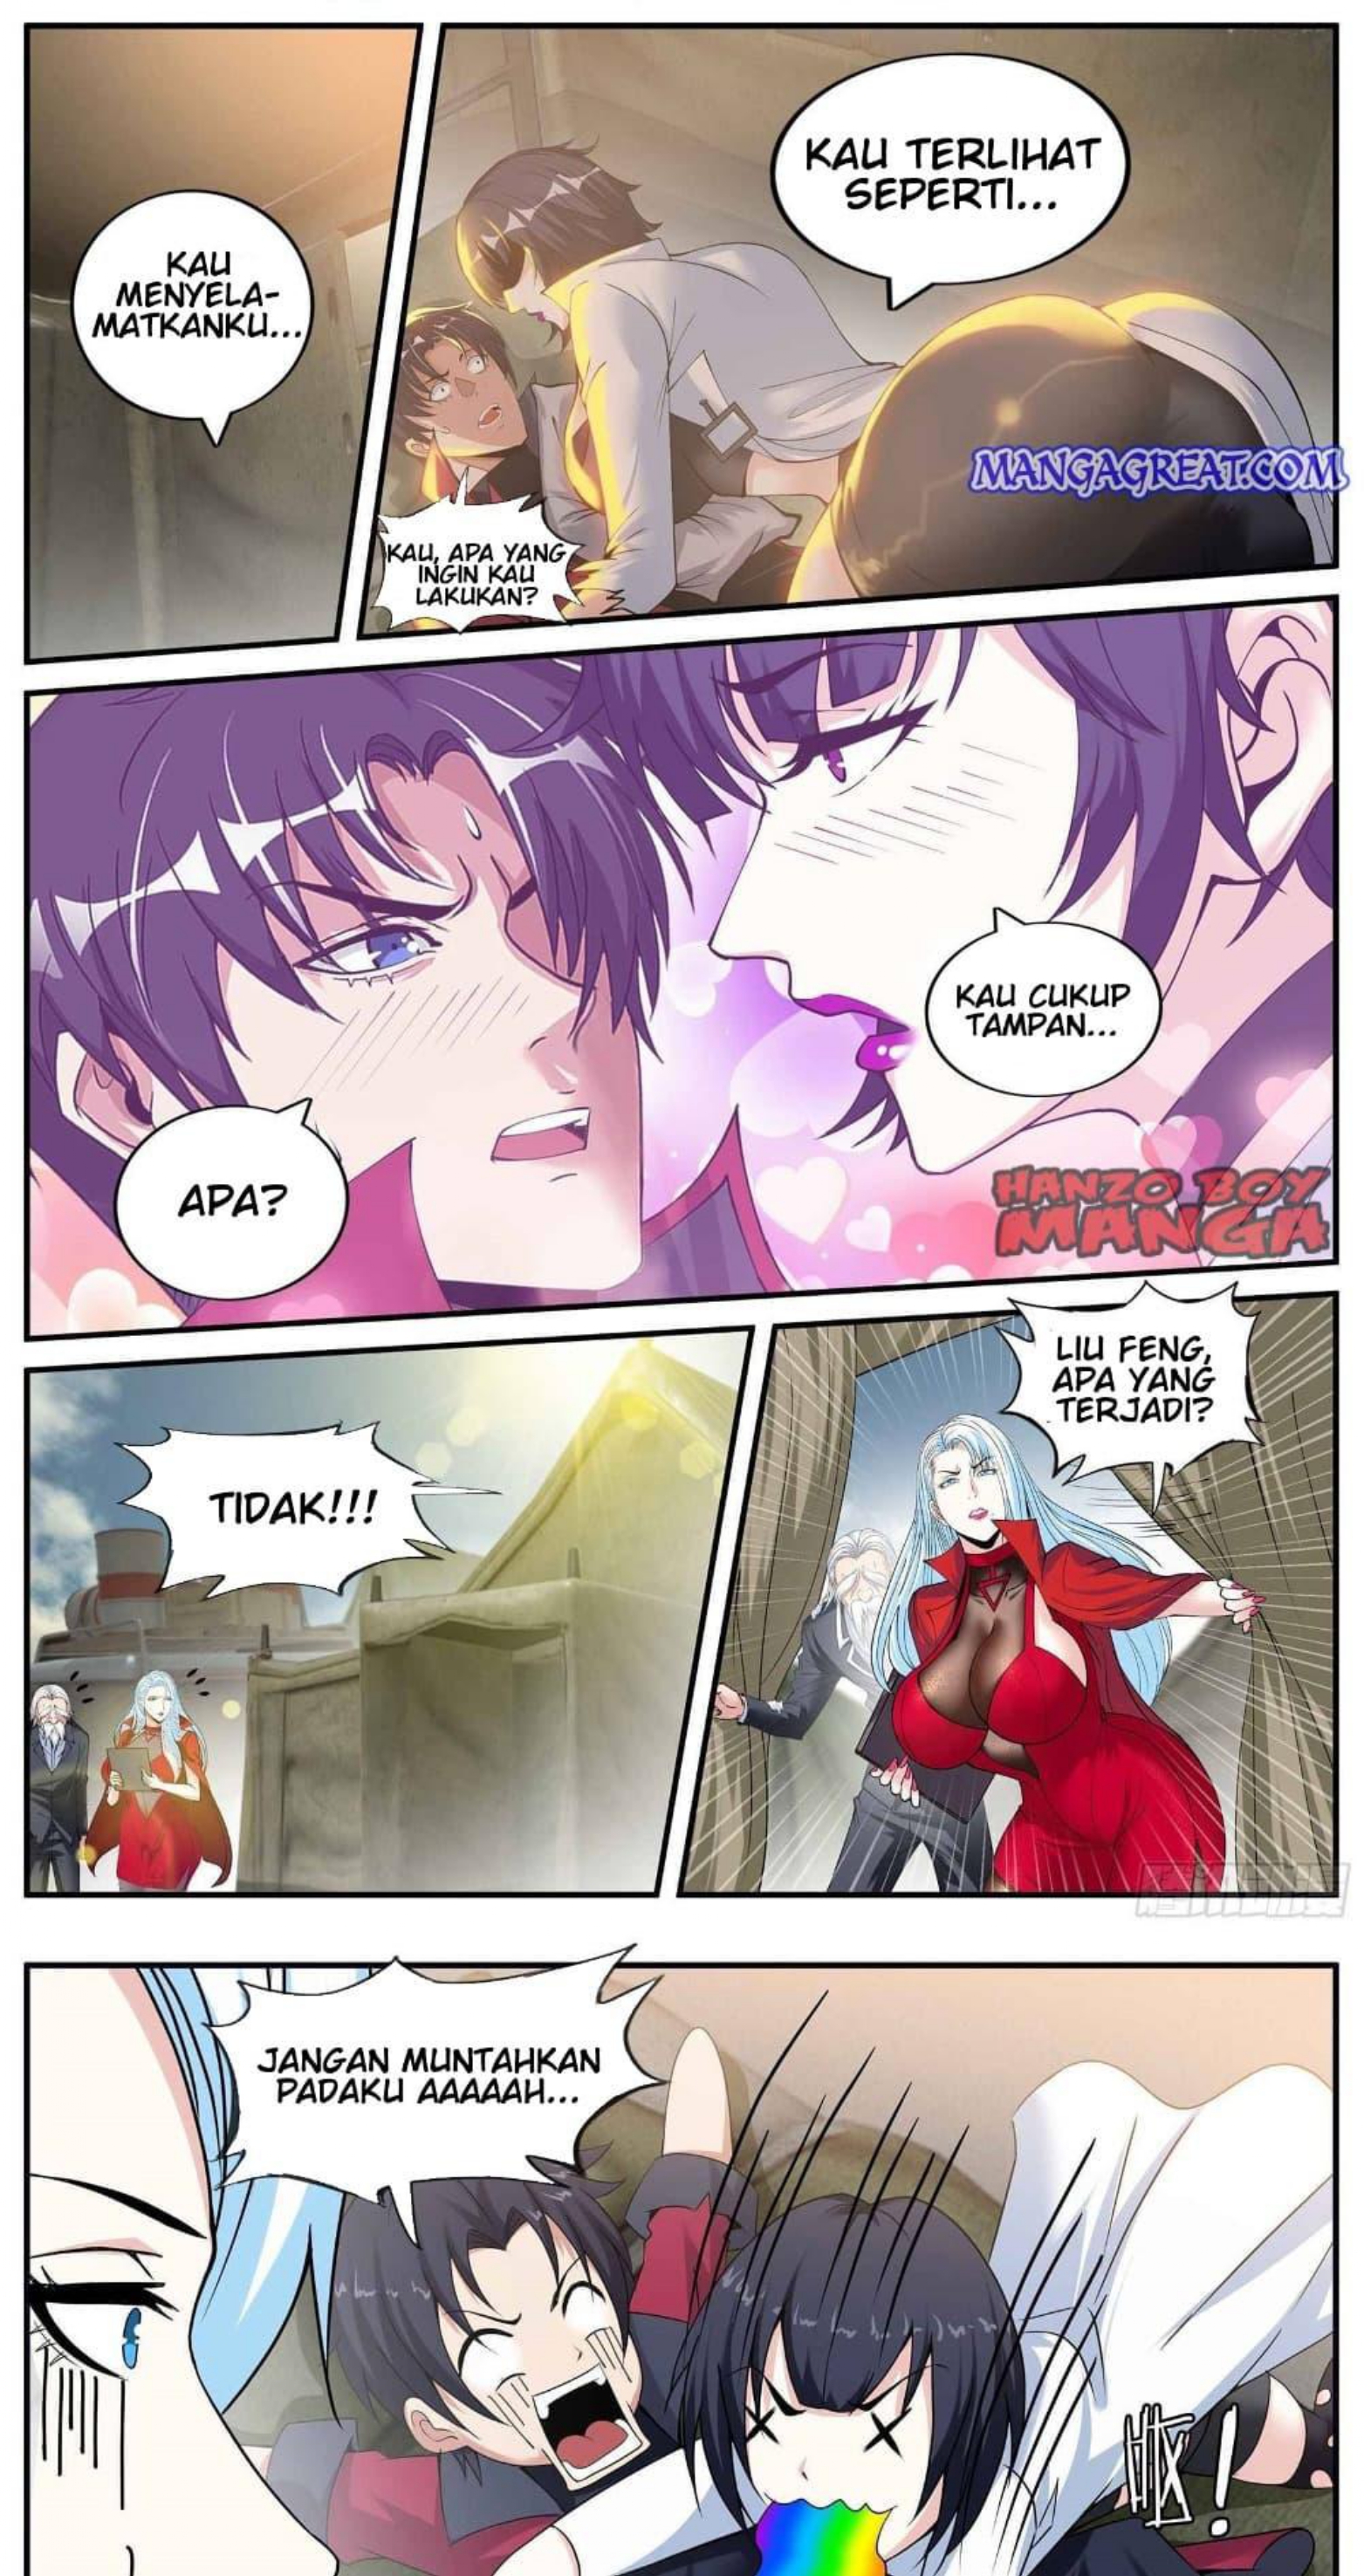 KAU
MENYELA-
MATKANKU...
KAU TERLIHAT
SEPERTI...
KAU, APA YANG
INGIN KAU
LAKUKAN?
MANGAGREAT.COM
KAU CUKUP
TAMPAN...
APA?
HANZO BOY
MANGA
TIDAK!!!
LIU FENG,
APA YANG
TERJADI?
JANGAN MUNTAHKAN
PADAKU AAAAAH...